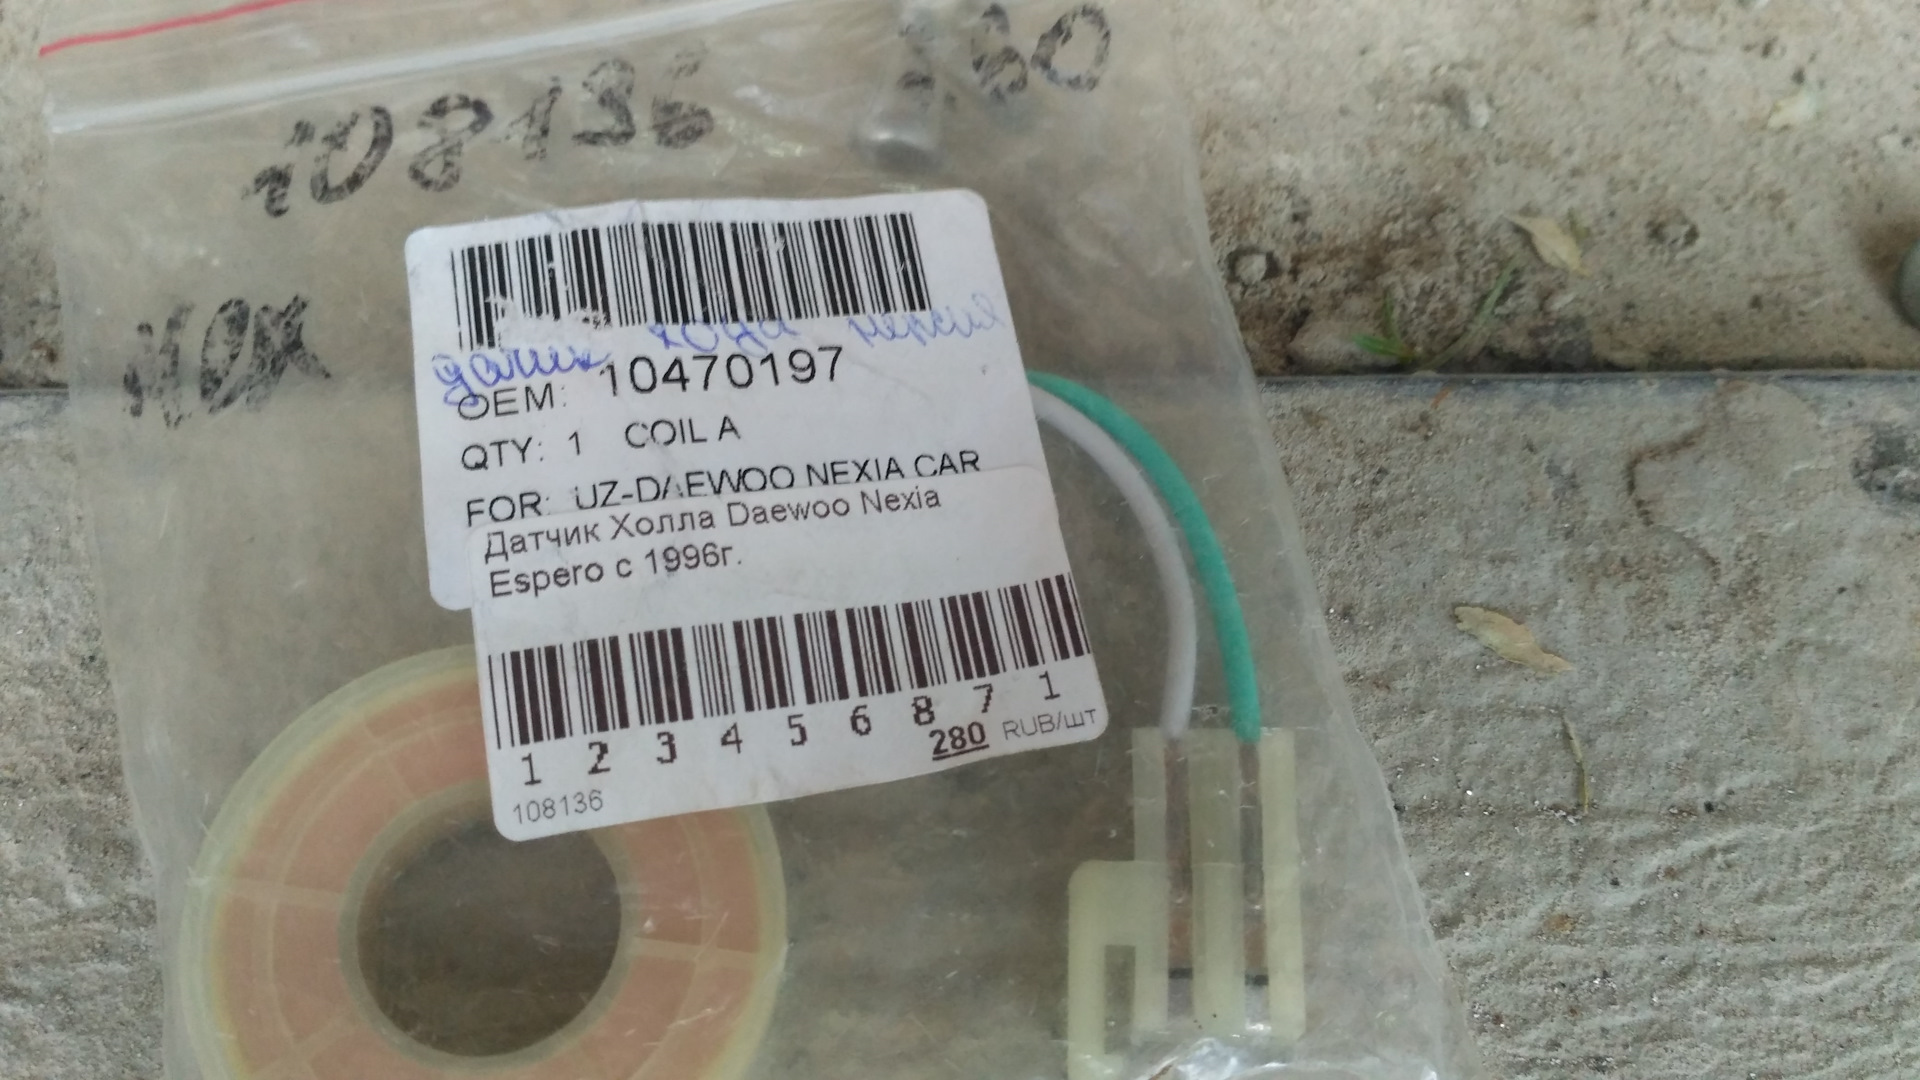 108136
Нех
OEM: 10470197
QTY: 1 COIL A
FOR: UZ-DAEWOO NEXIA CAR
Датчик Холла Daewoo Nexia
Espero с 1996г.
1 2 3 4 5 6 8 7 1
280 RUB/шт
108136